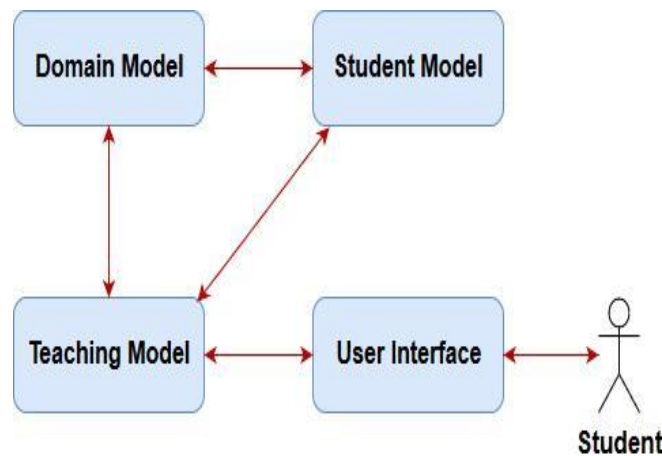 Domain Model
Student Model
Teaching Model
User Interface
Student